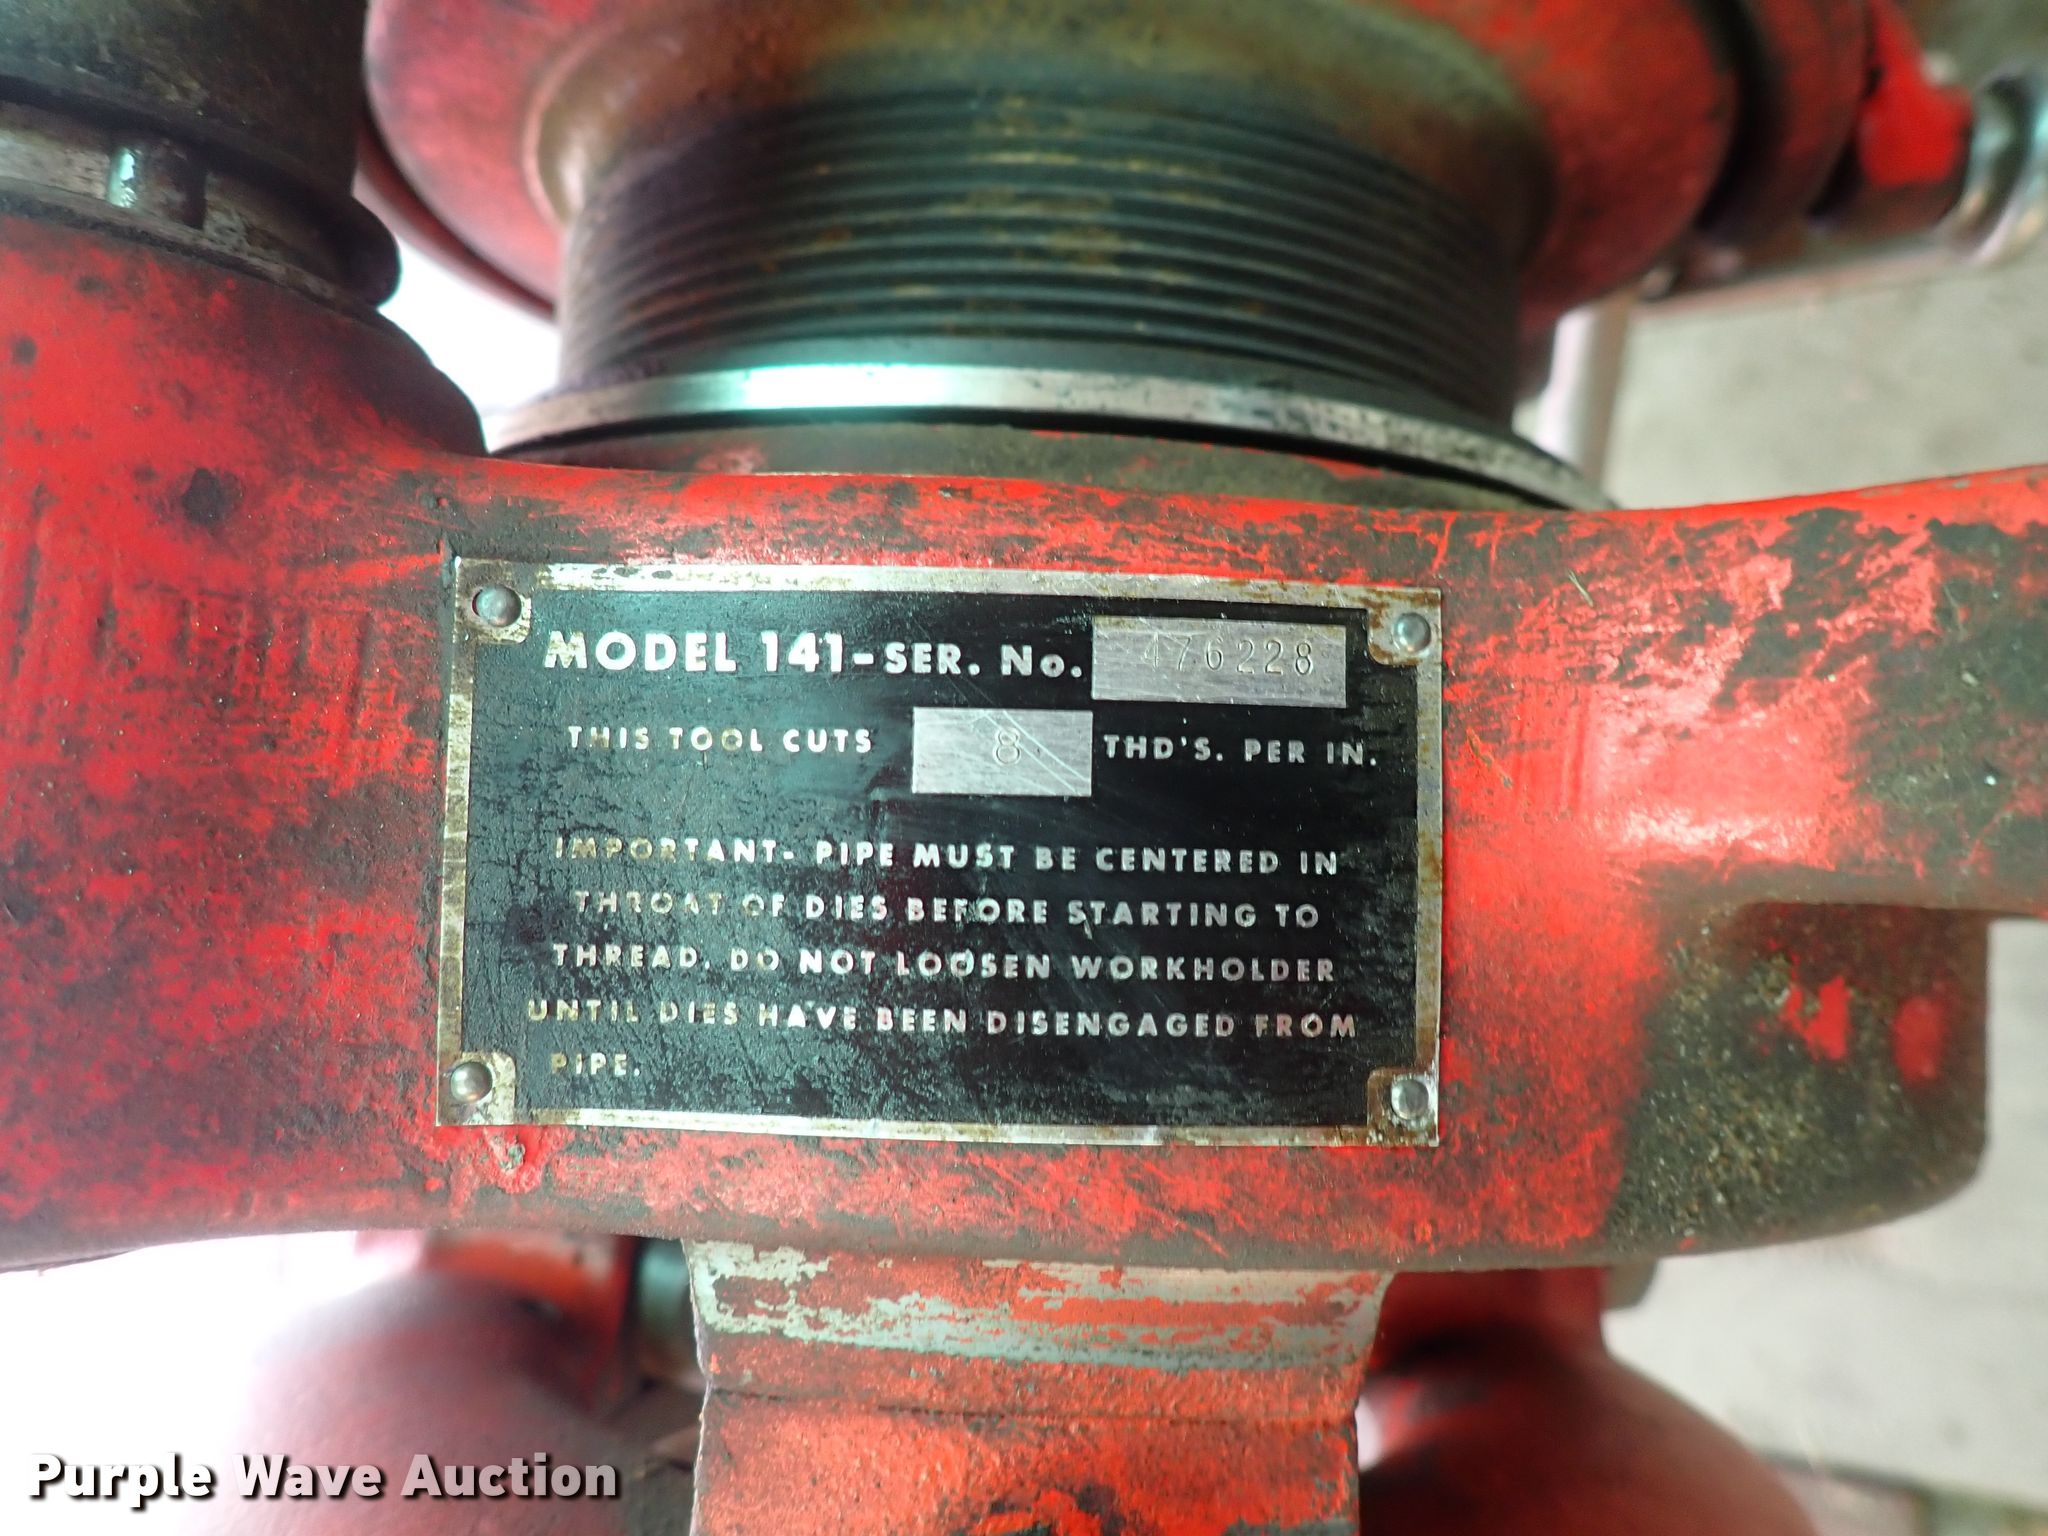 MODEL 141-SER. No. 476228
THIS TOOL CUTS 8 THD'S. PER IN.
IMPORTANT- PIPE MUST BE CENTERED IN
THROAT OF DIES BEFORE STARTING TO
THREAD. DO NOT LOOSEN WORKHOLDER
UNTIL DIES HAVE BEEN DISENGAGED FROM
PIPE.
Purple Wave Auction